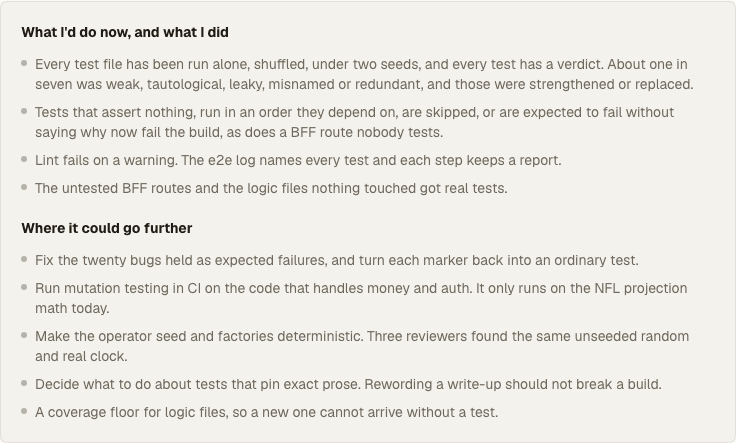 What I'd do now, and what I did
Every test file has been run alone, shuffled, under two seeds, and every test has a verdict. About one in
seven was weak, tautological, leaky, misnamed or redundant, and those were strengthened or replaced.
Tests that assert nothing, run in an order they depend on, are skipped, or are expected to fail without
saying why now fail the build, as does a BFF route nobody tests.
Lint fails on a warning. The e2e log names every test and each step keeps a report.
The untested BFF routes and the logic files nothing touched got real tests.
Where it could go further
Fix the twenty bugs held as expected failures, and turn each marker back into an ordinary test.
Run mutation testing in CI on the code that handles money and auth. It only runs on the NFL projection
math today.
Make the operator seed and factories deterministic. Three reviewers found the same unseeded random
and real clock.
Decide what to do about tests that pin exact prose. Rewording a write-up should not break a build.
A coverage floor for logic files, so a new one cannot arrive without a test.